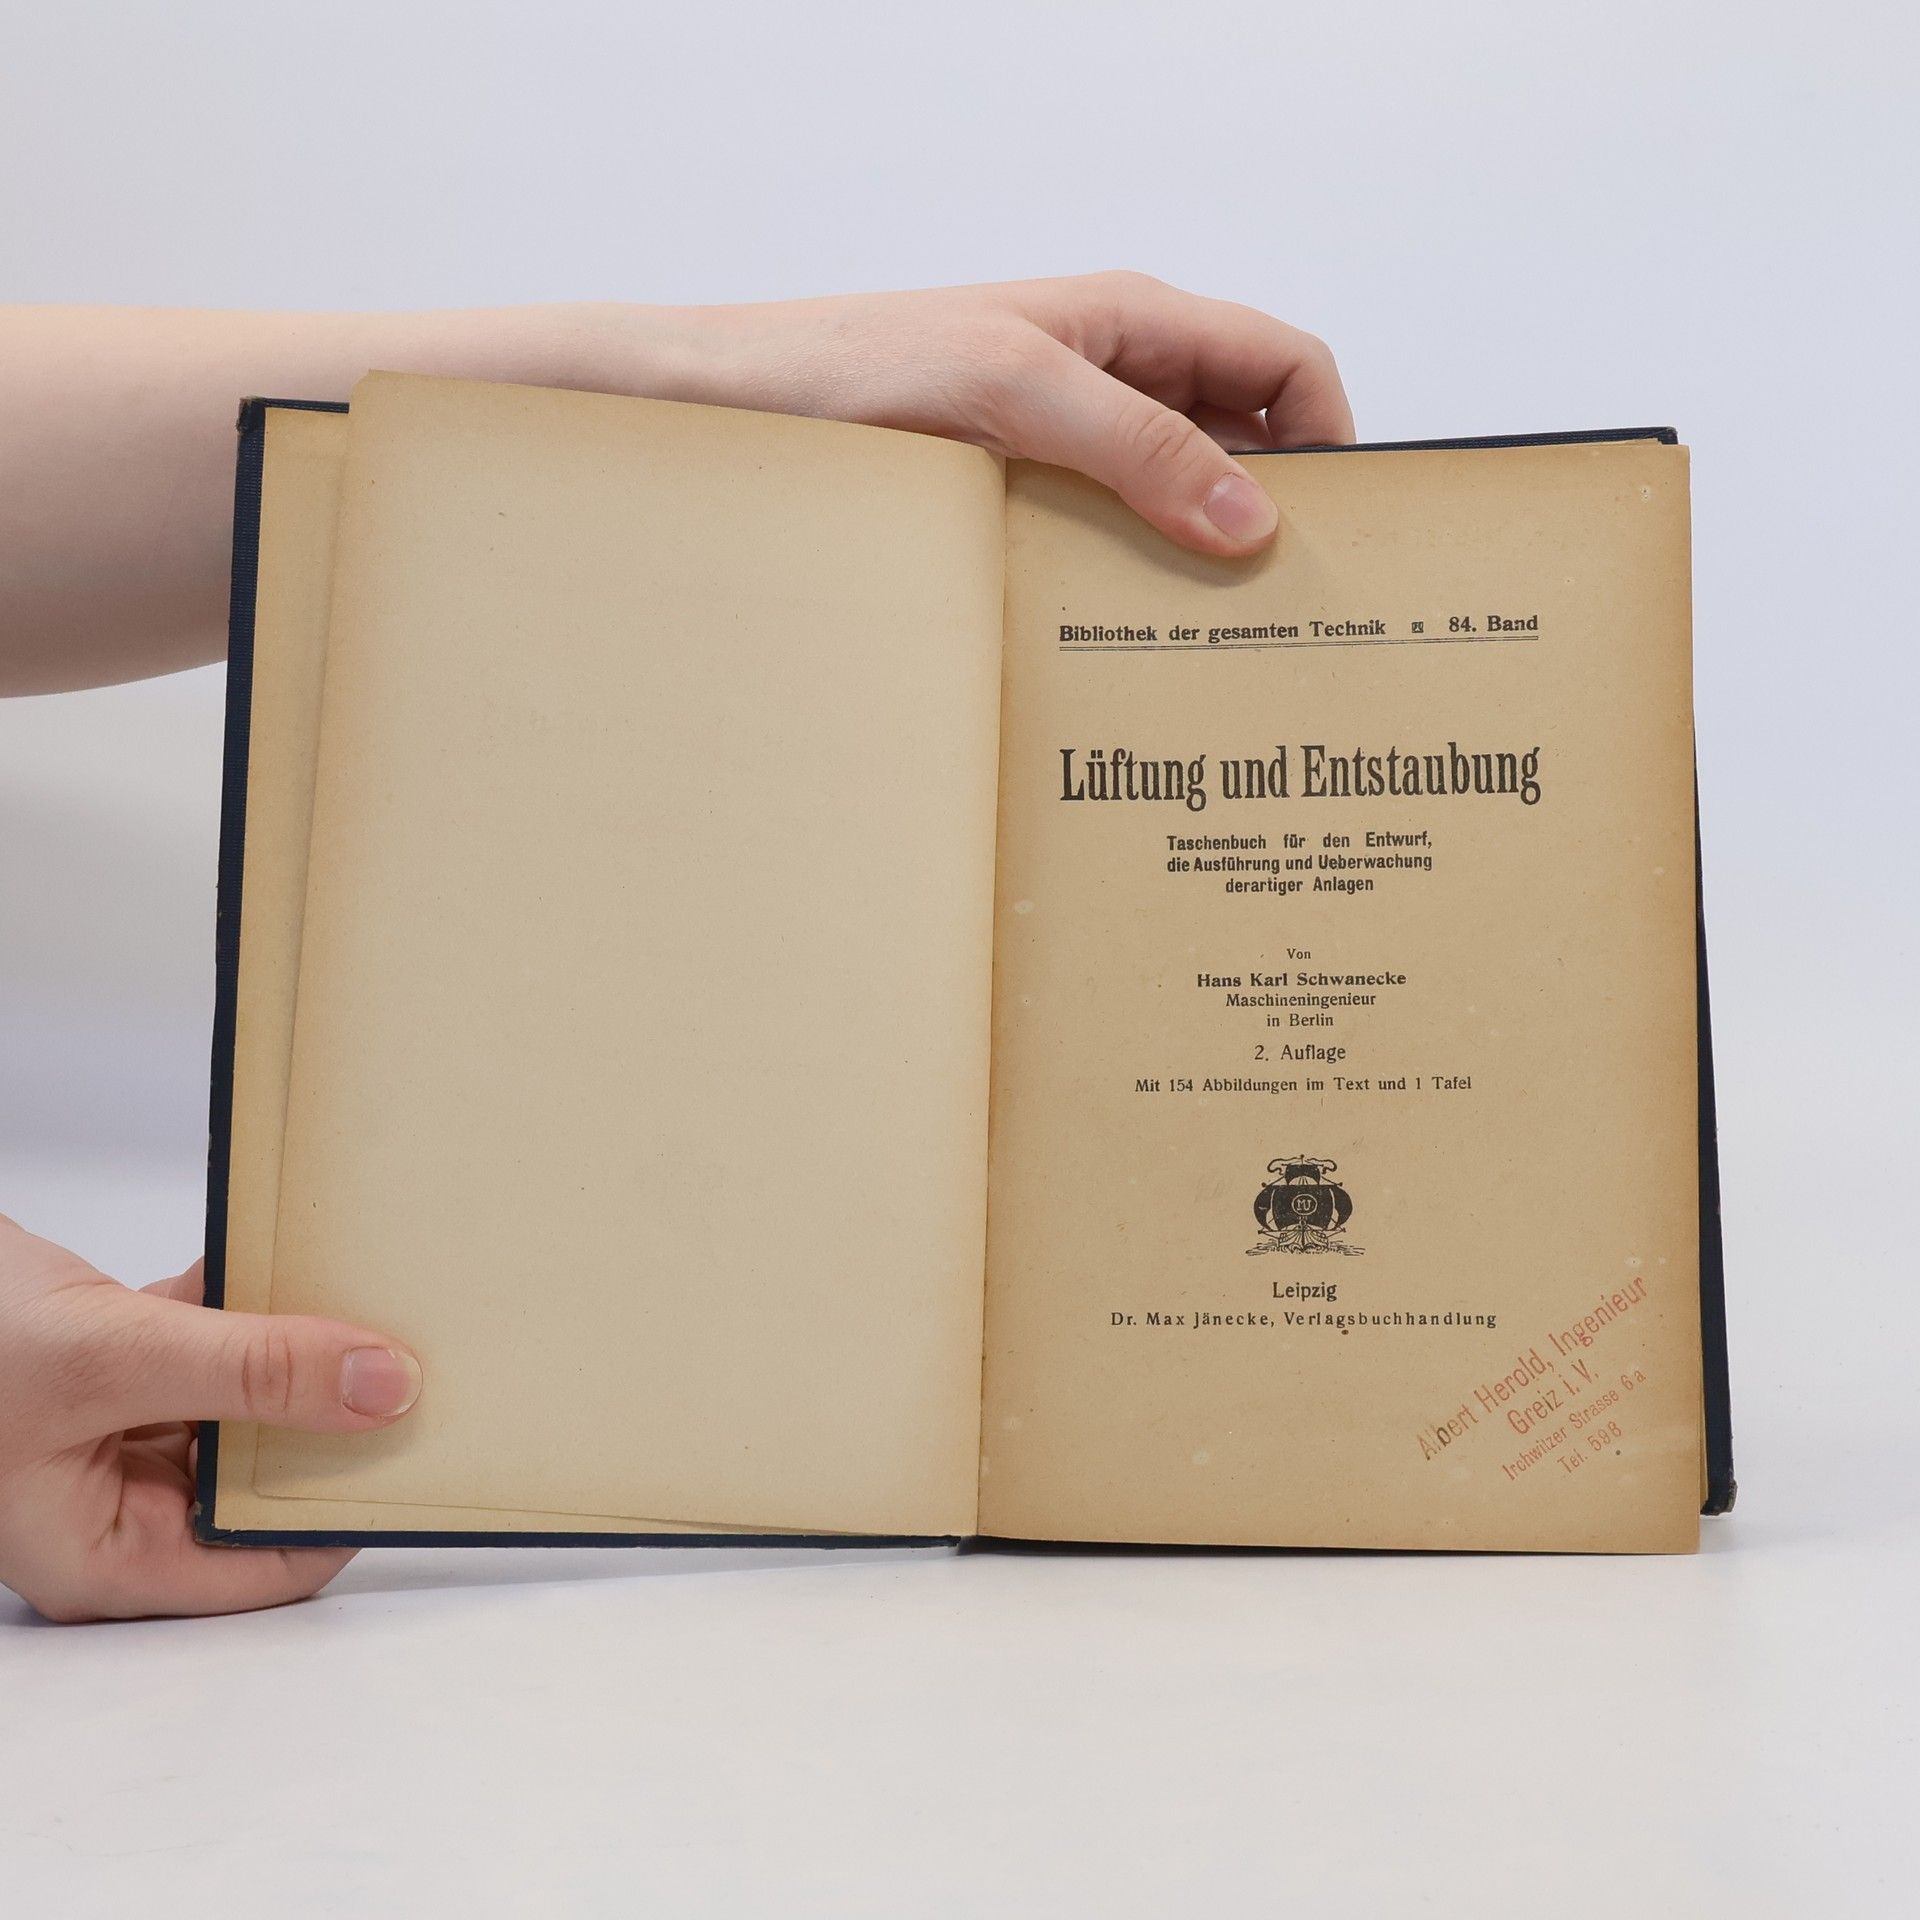 Bibliothek der gesamten Technik 84. Band
Lüftung und Entstaubung
Taschenbuch für den Entwurf,
die Ausführung und Ueberwachung
derartiger Anlagen
Von
Hans Karl Schwanecke
Maschineningenieur
in Berlin
2. Auflage
Mit 154 Abbildungen im Text und 1 Tafel
MJ
Leipzig
Dr. Max Jänecke, Verlagsbuchhandlung
Albert Herold, Ingenieur
Greiz i. V.
Irchwitzer Strasse 6a
Tel. 598